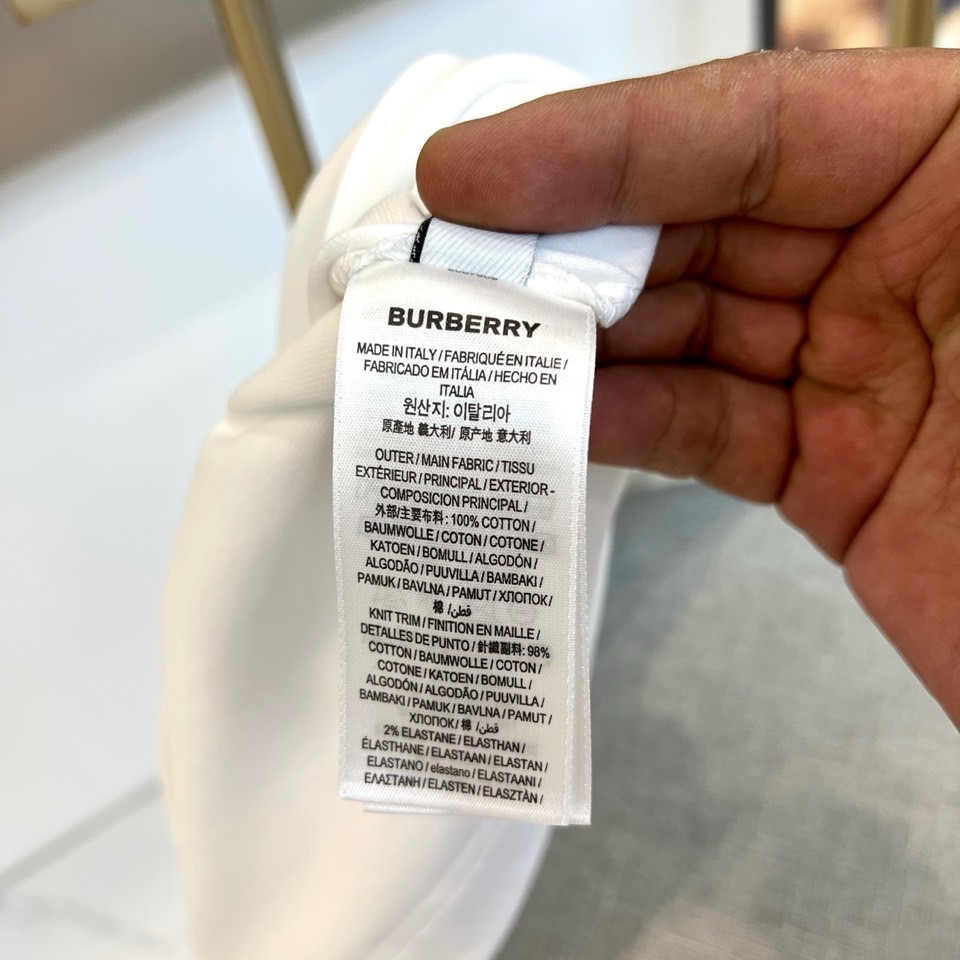 BURBERRY
MADE IN ITALY / FABRIQUÉ EN ITALIE /
FABRICADO EM ITÁLIA / HECHO EN
ITALIA
원산지: 이탈리아
原產地 義大利/ 原产地 意大利
OUTER / MAIN FABRIC / TISSU
EXTÉRIEUR / PRINCIPAL / EXTERIOR -
COMPOSICION PRINCIPAL /
外部/主要布料: 100% COTTON /
BAUMWOLLE / COTON / COTONE /
KATOEN / BOMULL / ALGODÓN /
ALGODÃO / PUUVILLA / BAMBAKI /
PAMUK / BAVLNA / PAMUT / ХЛОПОК /
棉 / قطن
KNIT TRIM / FINITION EN MAILLE /
DETALLES DE PUNTO / 針織副料: 98%
COTTON / BAUMWOLLE / COTON /
COTONE / KATOEN / BOMULL /
ALGODÓN / ALGODÃO / PUUVILLA /
BAMBAKI / PAMUK / BAVLNA / PAMUT /
ХЛОПОК / 棉 / قطن
2% ELASTANE / ELASTHAN /
ÉLASTHANE / ELASTAAN / ELASTAN /
ELASTANO / elastano / ELASTAANI /
ΕΛΑΣΤΑΝΗ / ELASTEN / ELASZTÀN /